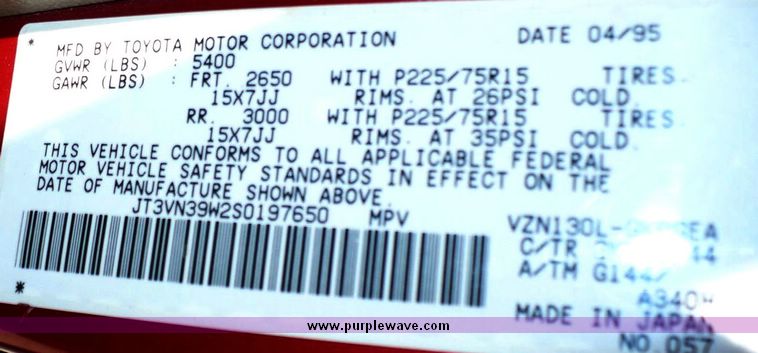 * MFD BY TOYOTA MOTOR CORPORATION DATE 04/95
GVWR (LBS) : 5400
GAWR (LBS) : FRT. 2650 WITH P225/75R15 TIRES.
15X7JJ RIMS. AT 26PSI COLD.
RR. 3000 WITH P225/75R15 TIRES.
15X7JJ RIMS. AT 35PSI COLD.
THIS VEHICLE CONFORMS TO ALL APPLICABLE FEDERAL
MOTOR VEHICLE SAFETY STANDARDS IN EFFECT ON THE
DATE OF MANUFACTURE SHOWN ABOVE.
JT3VN39W2S0197650 MPV
C/TR
A/TM G144/
MADE IN JAPAN
*
NO 057
www.purplewave.com